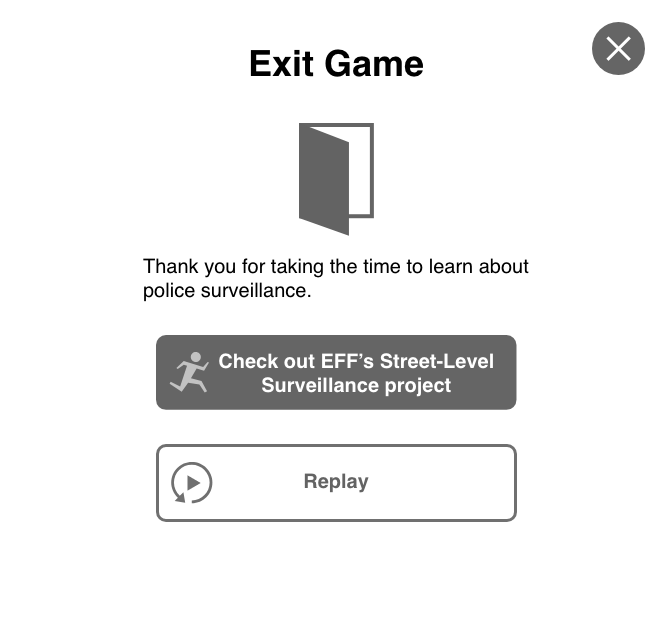 Exit Game
Thank you for taking the time to learn about
police surveillance.
Check out EFF’s Street-Level
Surveillance project
Replay